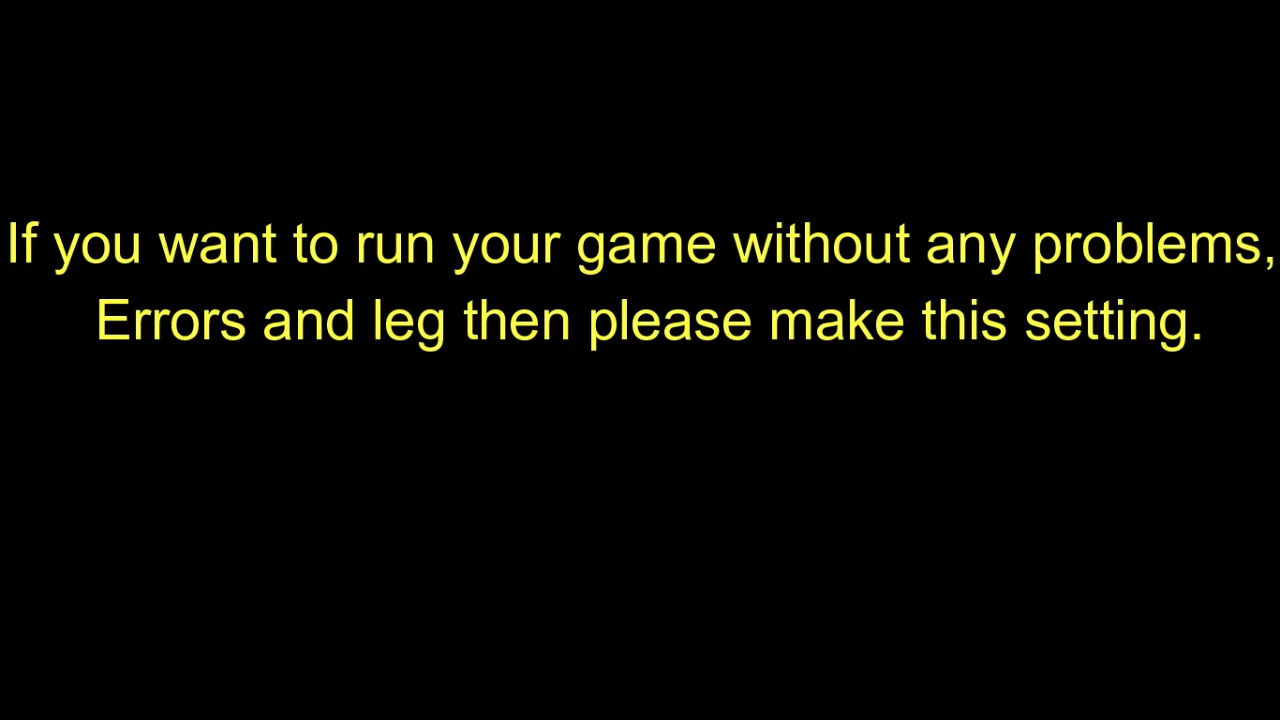 If you want to run your game without any problems,
Errors and leg then please make this setting.